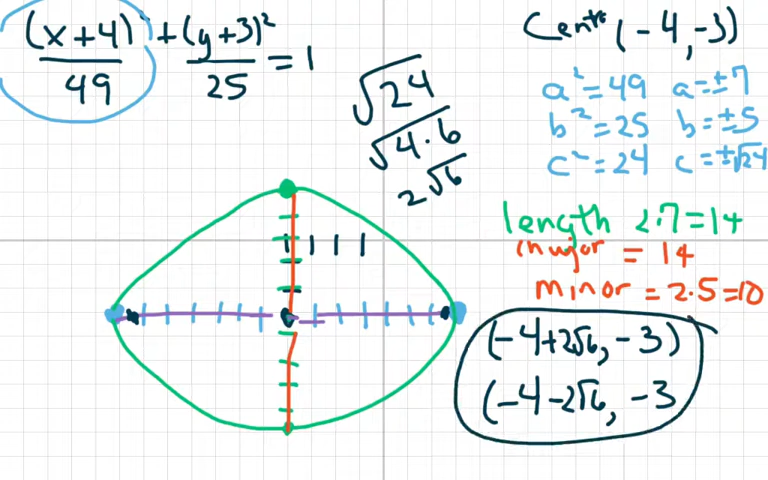 (x+4)² + (y+3)² = 1
49 25
√24
√4·6
2√6
Cente (-4,-3)
a²=49 a=±7
b²=25 b=±5
c²=24 c=±√24
length 2·7=14
major = 14
minor = 2·5=10
(-4+2√6, -3)
(-4-2√6, -3